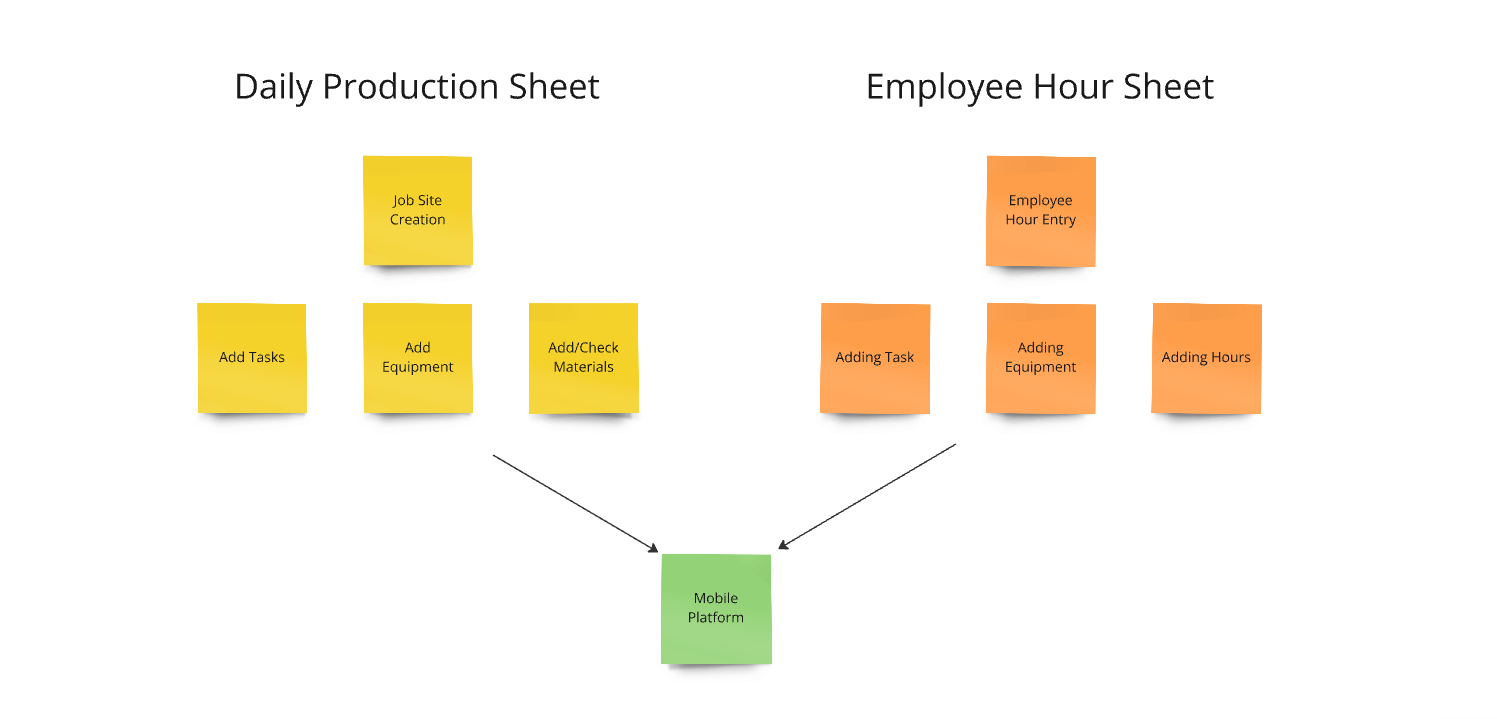 Daily Production Sheet
Employee Hour Sheet
Job Site
Creation
Employee
Hour Entry
Add Tasks
Add
Equipment
Add/Check
Materials
Adding Task
Adding
Equipment
Adding Hours
Mobile
Platform